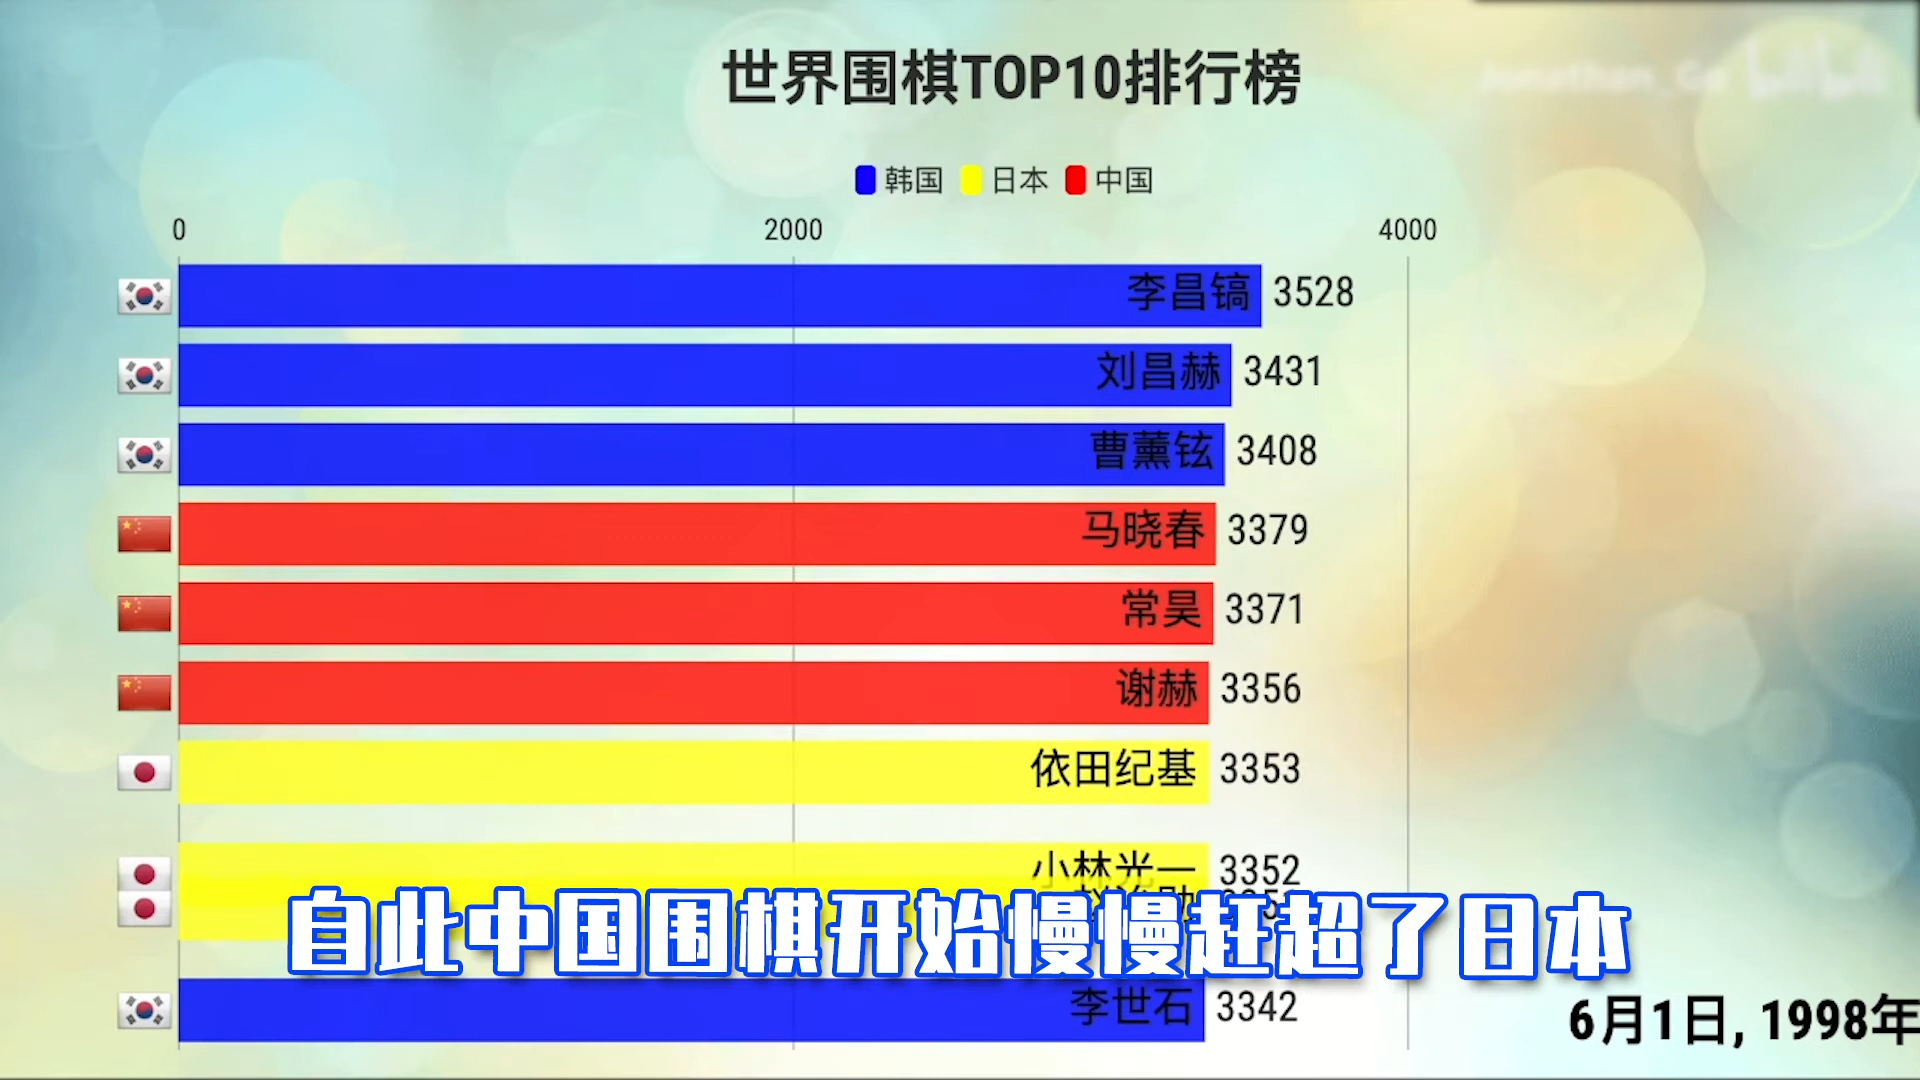 世界围棋TOP10排行榜
韩国 日本 中国
0 2000 4000
李昌镐 3528
刘昌赫 3431
曹薰铉 3408
马晓春 3379
常昊 3371
谢赫 3356
依田纪基 3353
小林光一 3352
自此中国围棋开始慢慢赶超了日本
李世石 3342
6月1日, 1998年